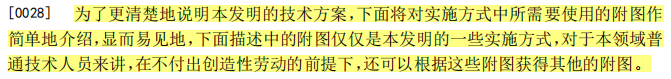 [0028] 为了更清楚地说明本发明的技术方案,下面将对实施方式中所需要使用的附图作
简单地介绍,显而易见地,下面描述中的附图仅仅是本发明的一些实施方式,对于本领域普
通技术人员来讲,在不付出创造性劳动的前提下,还可以根据这些附图获得其他的附图。